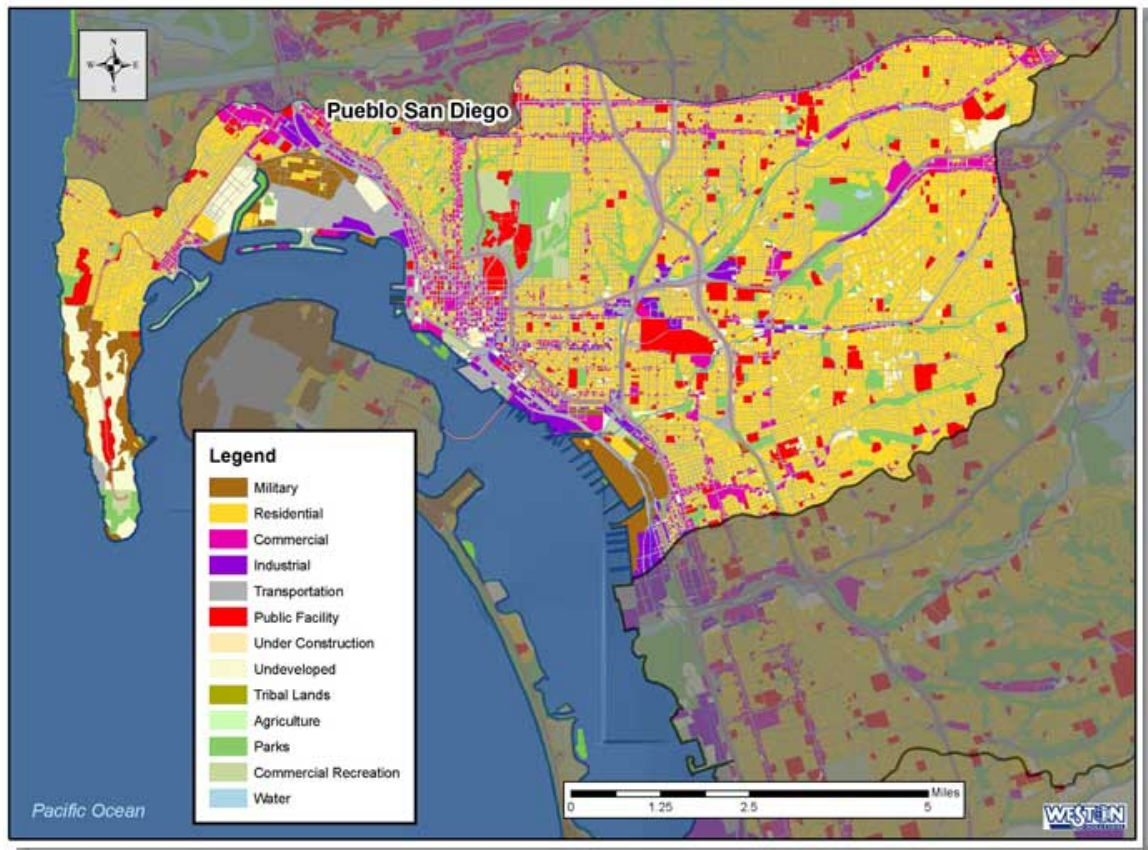 N
W E
S
Pueblo San Diego
Legend
Military
Residential
Commercial
Industrial
Transportation
Public Facility
Under Construction
Undeveloped
Tribal Lands
Agriculture
Parks
Commercial Recreation
Water
Pacific Ocean
Miles
0 1.25 2.5 5
WESTON